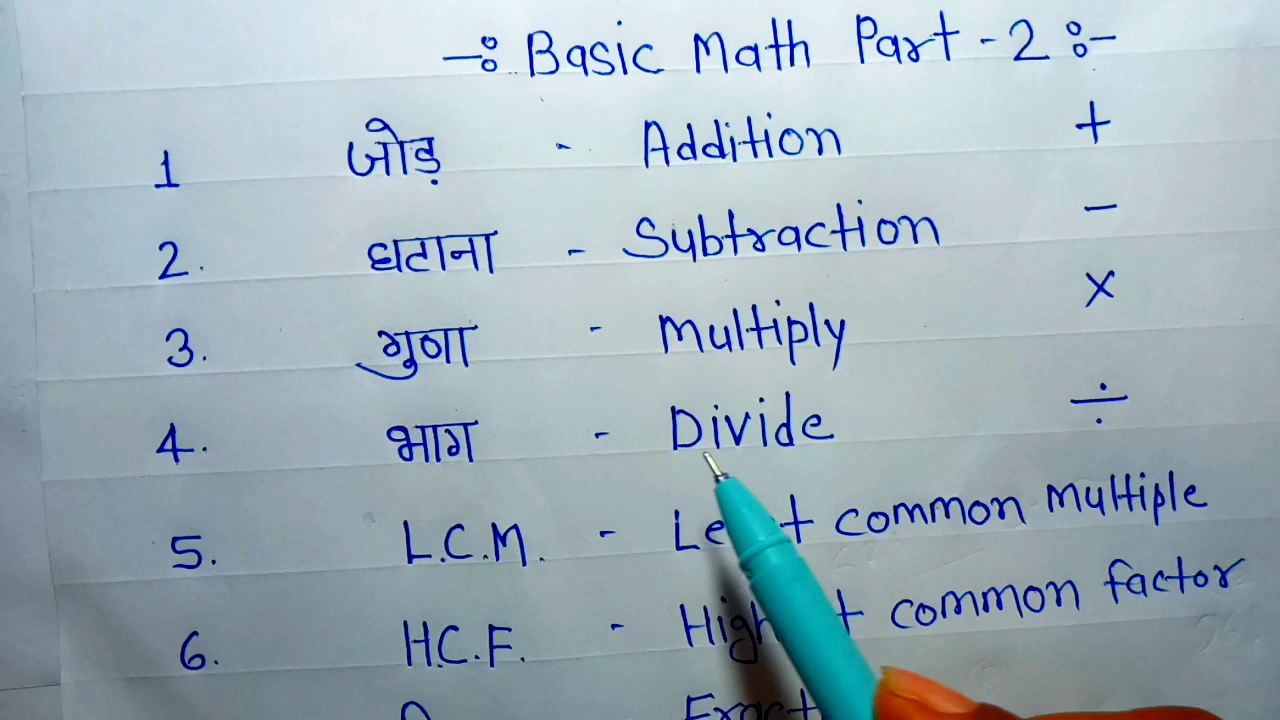 -: Basic Math Part - 2 :-
1 जोड़ - Addition +
2. घटाना - Subtraction -
3. गुणा - Multiply ×
4. भाग - Divide ÷
5. L.C.M. - common multiple
6. H.C.F. - common factor